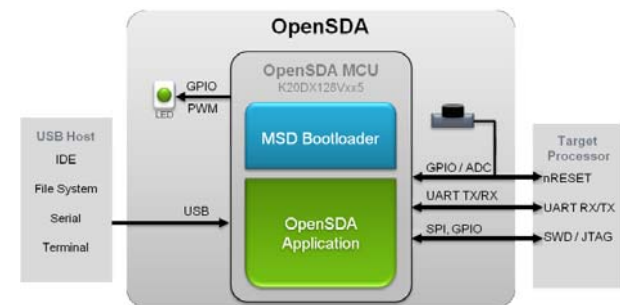 OpenSDA
OpenSDA MCU
K20DX128Vxx5
GPIO
PWM
LED
MSD Bootloader
USB Host
IDE
File System
Serial
Terminal
USB
OpenSDA
Application
GPIO / ADC
UART TX/RX
SPI, GPIO
Target
Processor
nRESET
UART RX/TX
SWD / JTAG